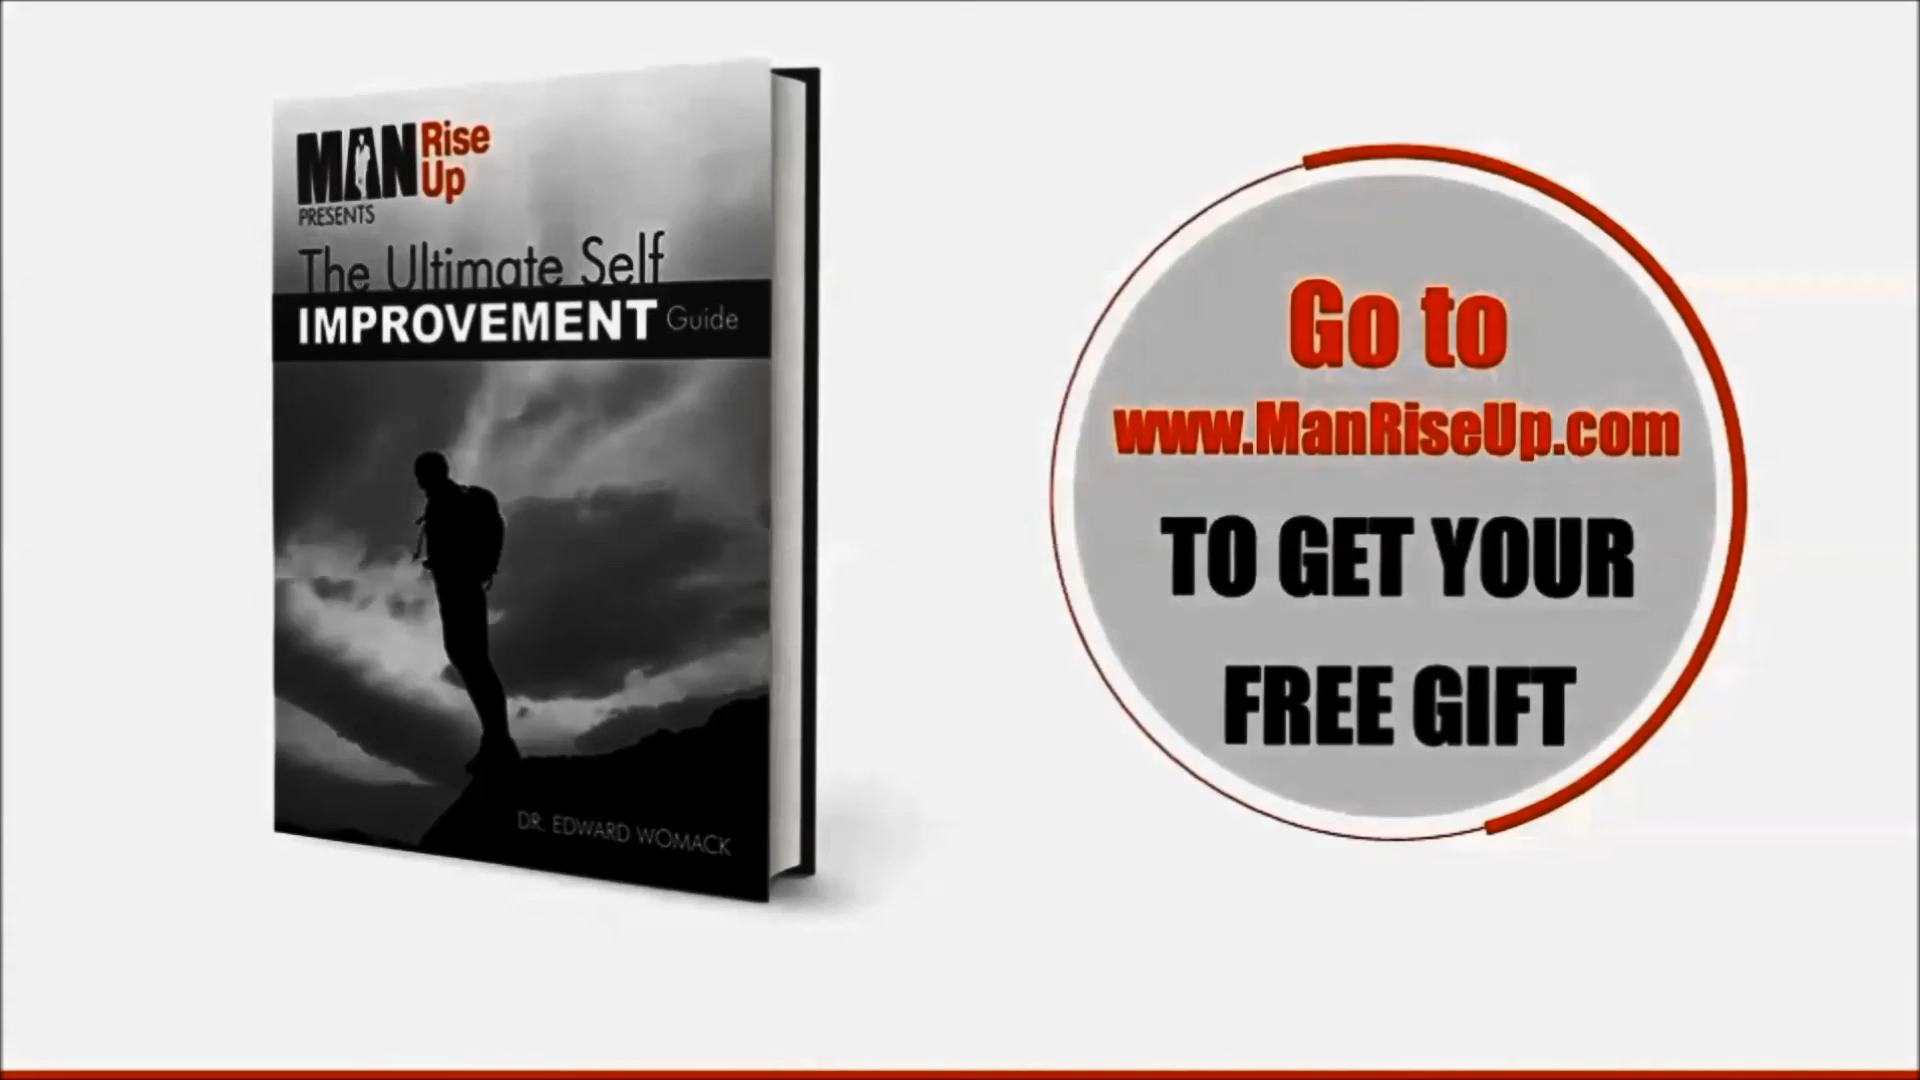 MAN Rise
Up
PRESENTS
The Ultimate Self
IMPROVEMENT Guide
DR. EDWARD WOMACK
Go to
www.ManRiseUp.com
TO GET YOUR
FREE GIFT